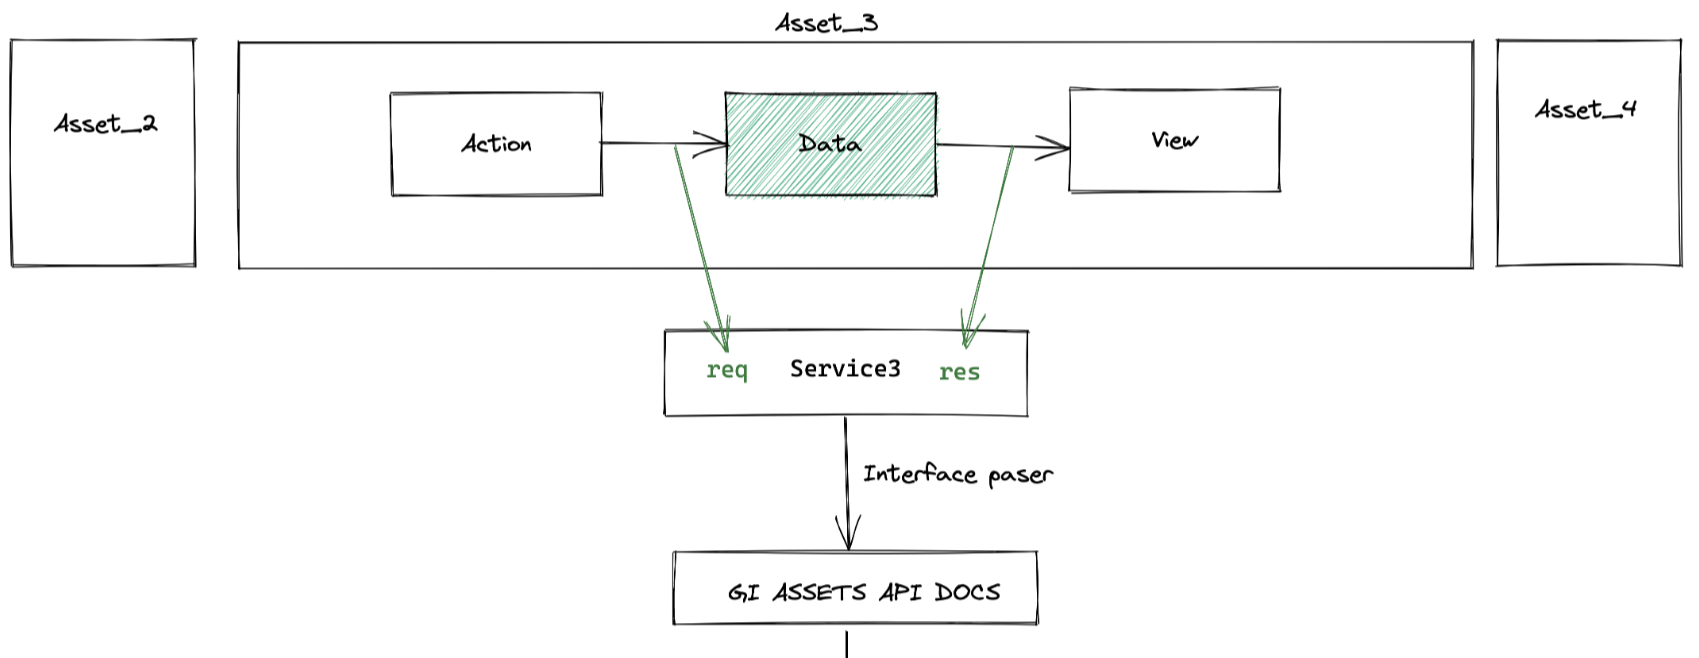 Asset_3
Asset_2
Action
Data
View
Asset_4
req
Service3
res
Interface paser
GI ASSETS API DOCS